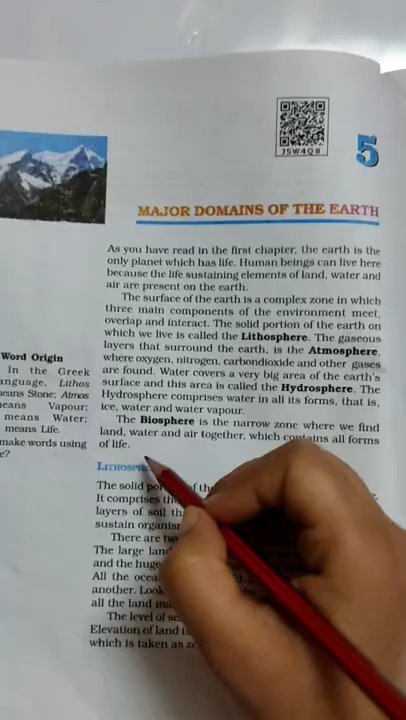 JSW4Q8
5
MAJOR DOMAINS OF THE EARTH
As you have read in the first chapter, the earth is the
only planet which has life. Human beings can live here
because the life sustaining elements of land, water and
air are present on the earth.
The surface of the earth is a complex zone in which
three main components of the environment meet,
overlap and interact. The solid portion of the earth on
which we live is called the Lithosphere. The gaseous
layers that surround the earth, is the Atmosphere,
where oxygen, nitrogen, carbondioxide and other gases
are found. Water covers a very big area of the earth's
surface and this area is called the Hydrosphere. The
Hydrosphere comprises water in all its forms, that is,
ice, water and water vapour.
The Biosphere is the narrow zone where we find
land, water and air together, which contains all forms
of life.
Word Origin
In the Greek
anguage, Lithos
eans Stone; Atmos
eans Vapour;
means Water;
means Life.
make words using
e?
LITHOSP
The solid of
It comprises
layers of soil
sustain
There are
The large
and the huge
All the
another. Look
all the land
The level of
Elevation of land
which is taken as